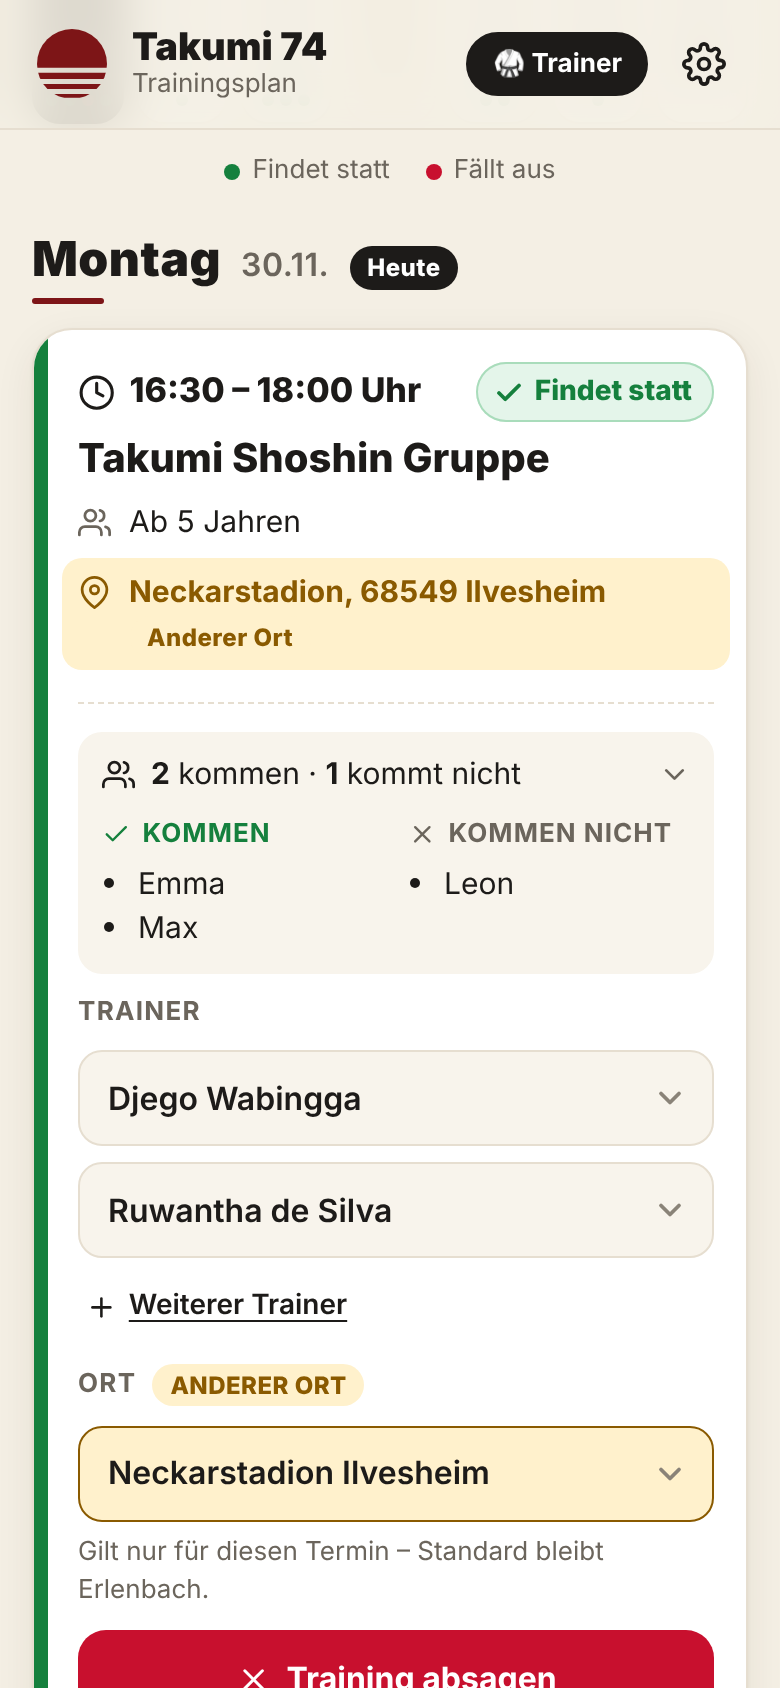 Takumi 74
Trainingsplan
Trainer
Findet statt
Fällt aus
Montag 30.11. Heute
16:30 – 18:00 Uhr
Findet statt
Takumi Shoshin Gruppe
Ab 5 Jahren
Neckarstadion, 68549 Ilvesheim
Anderer Ort
2 kommen · 1 kommt nicht
KOMMEN
Emma
Max
KOMMEN NICHT
Leon
TRAINER
Djego Wabingga
Ruwantha de Silva
Weiterer Trainer
ORT ANDERER ORT
Neckarstadion Ilvesheim
Gilt nur für diesen Termin – Standard bleibt
Erlenbach.
Training absagen